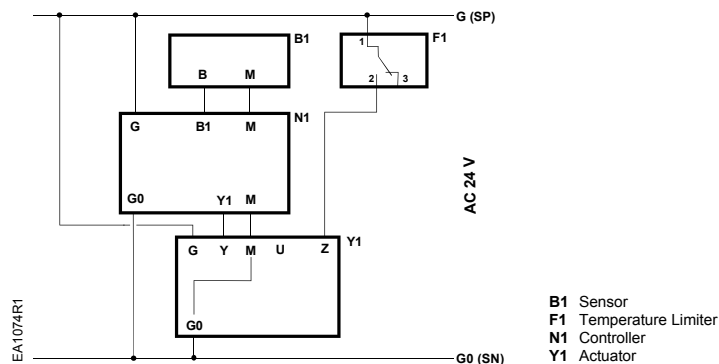 G (SP)
B1
F1
1
B M
2 3
N1
G B1 M
AC 24 V
G0 Y1 M
Y1
G Y M U Z
G0
EA1074R1
G0 (SN)
B1 Sensor
F1 Temperature Limiter
N1 Controller
Y1 Actuator